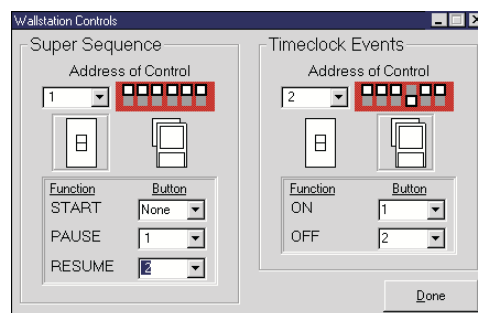 Wallstation Controls
Super Sequence
Address of Control
1
Function Button
START None
PAUSE 1
RESUME 2
Timeclock Events
Address of Control
2
Function Button
ON 1
OFF 2
Done